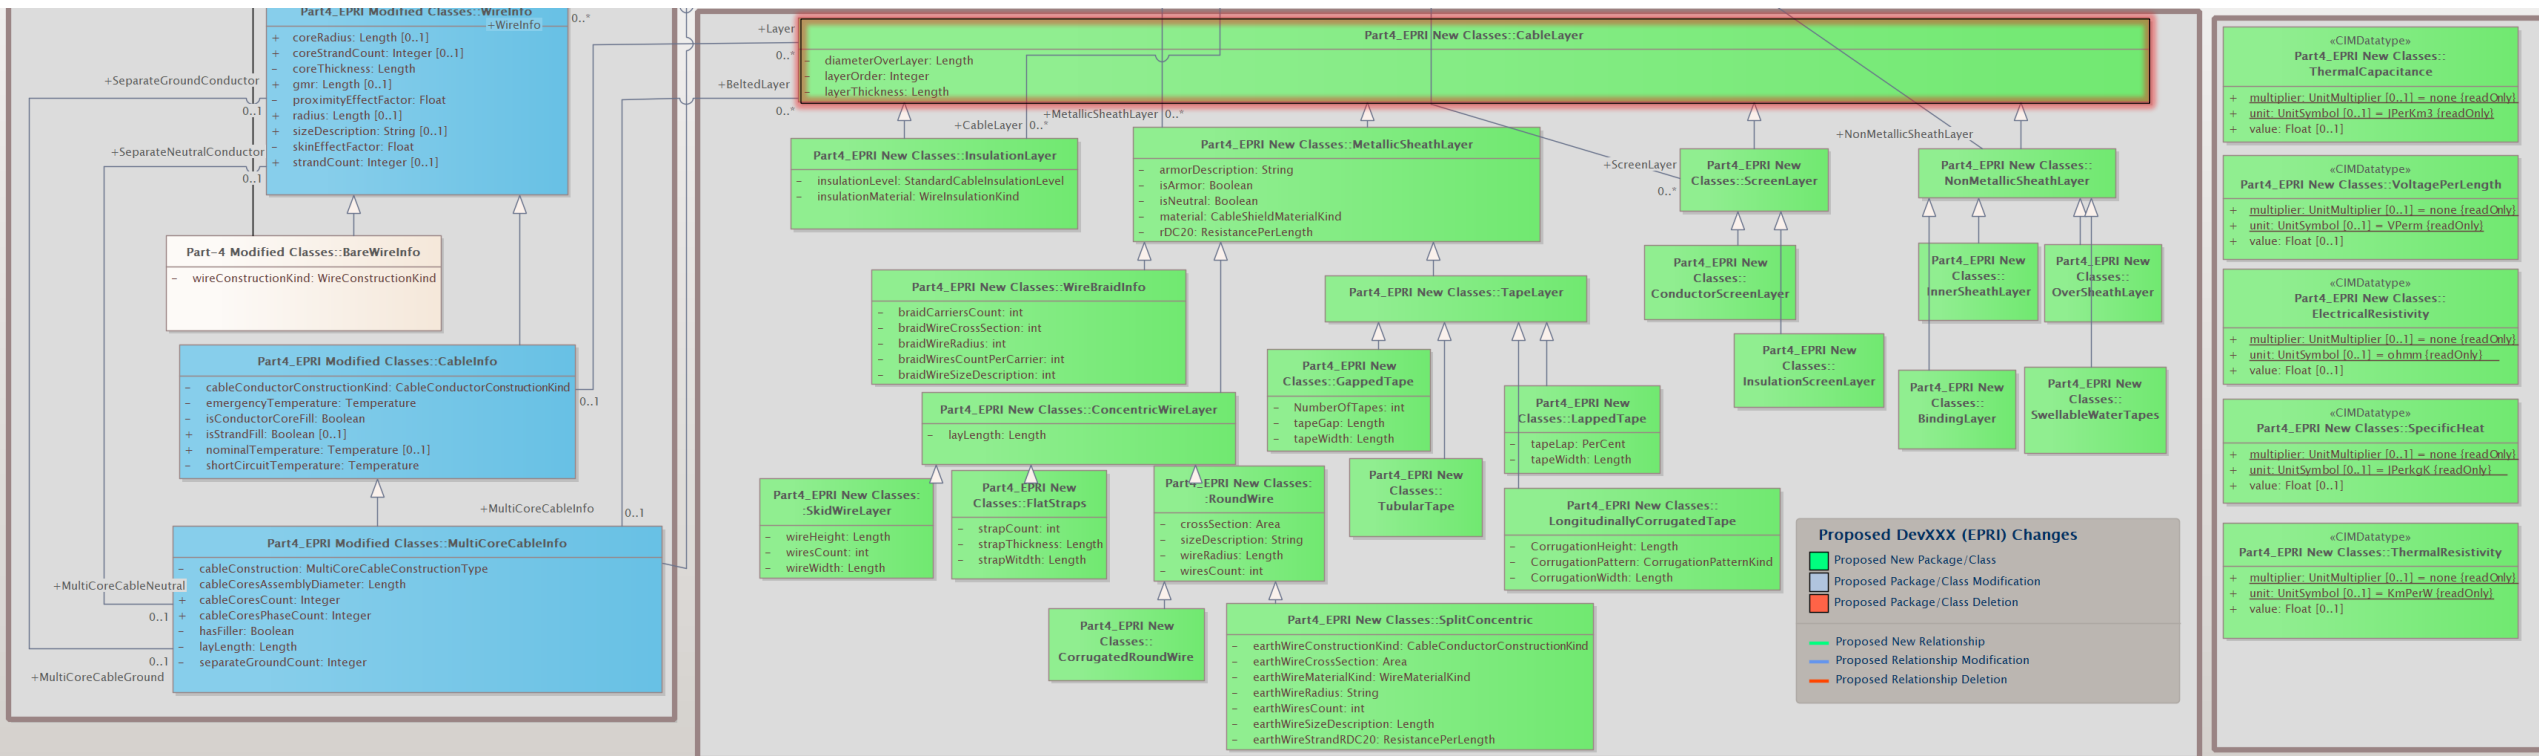 Part4_EPRI Modified Classes::WireInfo
+WireInfo
0..*
+ coreRadius: Length [0..1]
+ coreStrandCount: Integer [0..1]
- coreThickness: Length
+ gmr: Length [0..1]
- proximityEffectFactor: Float
+ radius: Length [0..1]
+ sizeDescription: String [0..1]
- skinEffectFactor: Float
+ strandCount: Integer [0..1]
+SeparateGroundConductor
0..1
+SeparateNeutralConductor
0..1
Part-4 Modified Classes::BareWireInfo
- wireConstructionKind: WireConstructionKind
Part4_EPRI Modified Classes::CableInfo
- cableConductorConstructionKind: CableConductorConstructionKind
- emergencyTemperature: Temperature
- isConductorCoreFill: Boolean
+ isStrandFill: Boolean [0..1]
+ nominalTemperature: Temperature [0..1]
- shortCircuitTemperature: Temperature
0..1
+MultiCoreCableInfo
0..1
Part4_EPRI Modified Classes::MultiCoreCableInfo
- cableConstruction: MultiCoreCableConstructionType
- cableCoresAssemblyDiameter: Length
+ cableCoresCount: Integer
+ cableCoresPhaseCount: Integer
- hasFiller: Boolean
- layLength: Length
- separateGroundCount: Integer
+MultiCoreCableNeutral
0..1
0..1
+MultiCoreCableGround
+Layer
0..*
+BeltedLayer
0..*
Part4_EPRI New Classes::CableLayer
- diameterOverLayer: Length
- layerOrder: Integer
- layerThickness: Length
+CableLayer 0..*
+MetallicSheathLayer 0..*
+ScreenLayer
0..*
+NonMetallicSheathLayer
Part4_EPRI New Classes::InsulationLayer
- insulationLevel: StandardCableInsulationLevel
- insulationMaterial: WireInsulationKind
Part4_EPRI New Classes::MetallicSheathLayer
- armorDescription: String
- isArmor: Boolean
- isNeutral: Boolean
- material: CableShieldMaterialKind
- rDC20: ResistancePerLength
Part4_EPRI New
Classes::ScreenLayer
Part4_EPRI New Classes::
NonMetallicSheathLayer
Part4_EPRI New Classes::WireBraidInfo
- braidCarriersCount: int
- braidWireCrossSection: int
- braidWireRadius: int
- braidWiresCountPerCarrier: int
- braidWireSizeDescription: int
Part4_EPRI New Classes::TapeLayer
Part4_EPRI New
Classes::
ConductorScreenLayer
Part4_EPRI New
Classes::
InsulationScreenLayer
Part4_EPRI New
Classes::
InnerSheathLayer
Part4_EPRI New
Classes::
OverSheathLayer
Part4_EPRI New
Classes::
BindingLayer
Part4_EPRI New
Classes::
SwellableWaterTapes
Part4_EPRI New Classes::ConcentricWireLayer
- layLength: Length
Part4_EPRI New
Classes::GappedTape
- NumberOfTapes: int
- tapeGap: Length
- tapeWidth: Length
Part4_EPRI New
Classes::LappedTape
- tapeLap: PerCent
- tapeWidth: Length
Part4_EPRI New
Classes::
TubularTape
Part4_EPRI New Classes::
LongitudinallyCorrugatedTape
- CorrugationHeight: Length
- CorrugationPattern: CorrugationPatternKind
- CorrugationWidth: Length
Part4_EPRI New Classes:
:SkidWireLayer
- wireHeight: Length
- wiresCount: int
- wireWidth: Length
Part4_EPRI New
Classes::FlatStraps
- strapCount: int
- strapThickness: Length
- strapWitdth: Length
Part4_EPRI New Classes:
:RoundWire
- crossSection: Area
- sizeDescription: String
- wireRadius: Length
- wiresCount: int
Part4_EPRI New
Classes::
CorrugatedRoundWire
Part4_EPRI New Classes::SplitConcentric
- earthWireConstructionKind: CableConductorConstructionKind
- earthWireCrossSection: Area
- earthWireMaterialKind: WireMaterialKind
- earthWireRadius: String
- earthWiresCount: int
- earthWireSizeDescription: Length
- earthWireStrandRDC20: ResistancePerLength
Proposed DevXXX (EPRI) Changes
Proposed New Package/Class
Proposed Package/Class Modification
Proposed Package/Class Deletion
Proposed New Relationship
Proposed Relationship Modification
Proposed Relationship Deletion
«CIMDatatype»
Part4_EPRI New Classes::
ThermalCapacitance
+ multiplier: UnitMultiplier [0..1] = none {readOnly}
+ unit: UnitSymbol [0..1] = JPerKm3 {readOnly}
+ value: Float [0..1]
«CIMDatatype»
Part4_EPRI New Classes::VoltagePerLength
+ multiplier: UnitMultiplier [0..1] = none {readOnly}
+ unit: UnitSymbol [0..1] = VPerm {readOnly}
+ value: Float [0..1]
«CIMDatatype»
Part4_EPRI New Classes::
ElectricalResistivity
+ multiplier: UnitMultiplier [0..1] = none {readOnly}
+ unit: UnitSymbol [0..1] = ohmm {readOnly}
+ value: Float [0..1]
«CIMDatatype»
Part4_EPRI New Classes::SpecificHeat
+ multiplier: UnitMultiplier [0..1] = none {readOnly}
+ unit: UnitSymbol [0..1] = JPerkgK {readOnly}
+ value: Float [0..1]
«CIMDatatype»
Part4_EPRI New Classes::ThermalResistivity
+ multiplier: UnitMultiplier [0..1] = none {readOnly}
+ unit: UnitSymbol [0..1] = KmPerW {readOnly}
+ value: Float [0..1]